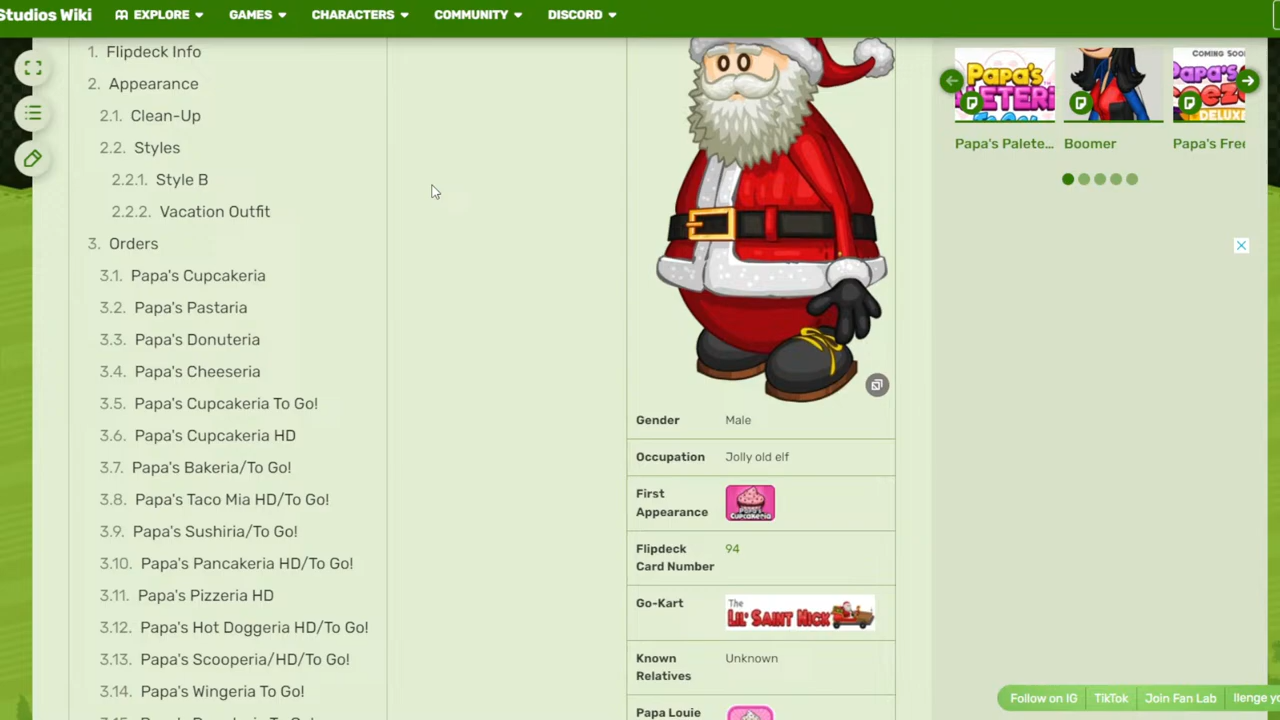 Studios Wiki EXPLORE GAMES CHARACTERS COMMUNITY DISCORD
1. Flipdeck Info
2. Appearance
2.1. Clean-Up
2.2. Styles
2.2.1. Style B
2.2.2. Vacation Outfit
3. Orders
3.1. Papa's Cupcakeria
3.2. Papa's Pastaria
3.3. Papa's Donuteria
3.4. Papa's Cheeseria
3.5. Papa's Cupcakeria To Go!
3.6. Papa's Cupcakeria HD
3.7. Papa's Bakeria/To Go!
3.8. Papa's Taco Mia HD/To Go!
3.9. Papa's Sushiria/To Go!
3.10. Papa's Pancakeria HD/To Go!
3.11. Papa's Pizzeria HD
3.12. Papa's Hot Doggeria HD/To Go!
3.13. Papa's Scooperia/HD/To Go!
3.14. Papa's Wingeria To Go!
Gender Male
Occupation Jolly old elf
First Appearance
CUPCAKERIA
Flipdeck Card Number 94
Go-Kart
The LIL' SAINT NICK
Known Relatives Unknown
Papa Louie
Papa's
COMING SOO
Papa's
DELUXE
Papa's Palete...
Boomer
Papa's Free
Follow on IG TikTok Join Fan Lab llenge yo